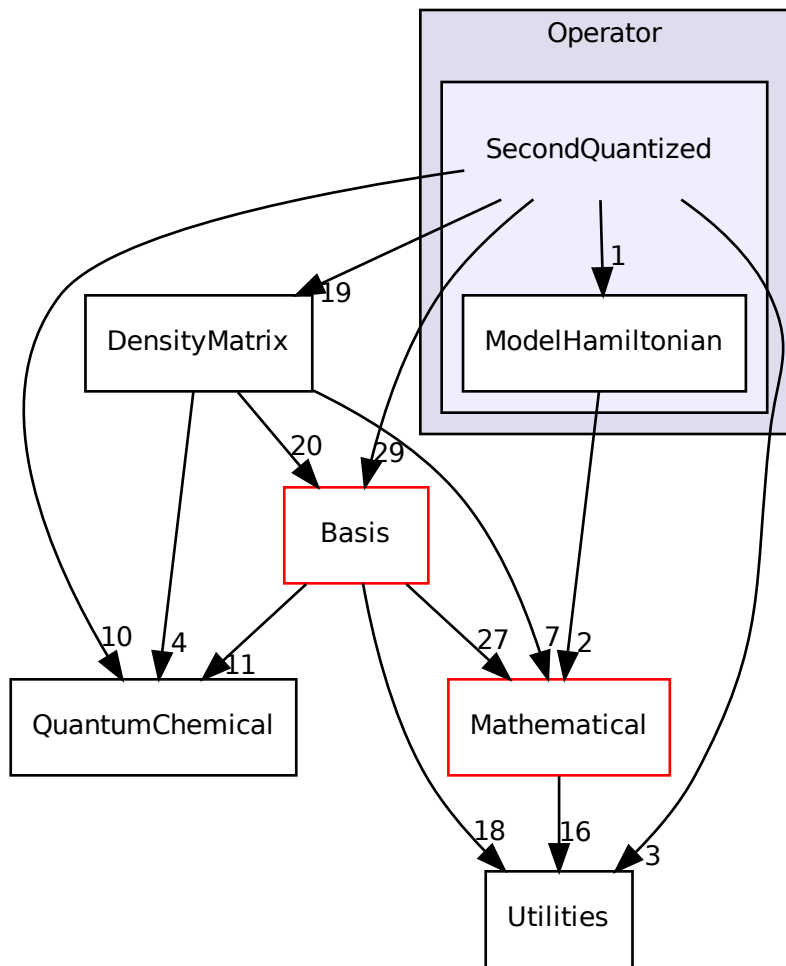 Operator
SecondQuantized
1
19
DensityMatrix
ModelHamiltonian
20
29
Basis
10
4
11
27
7
2
QuantumChemical
Mathematical
18
16
3
Utilities